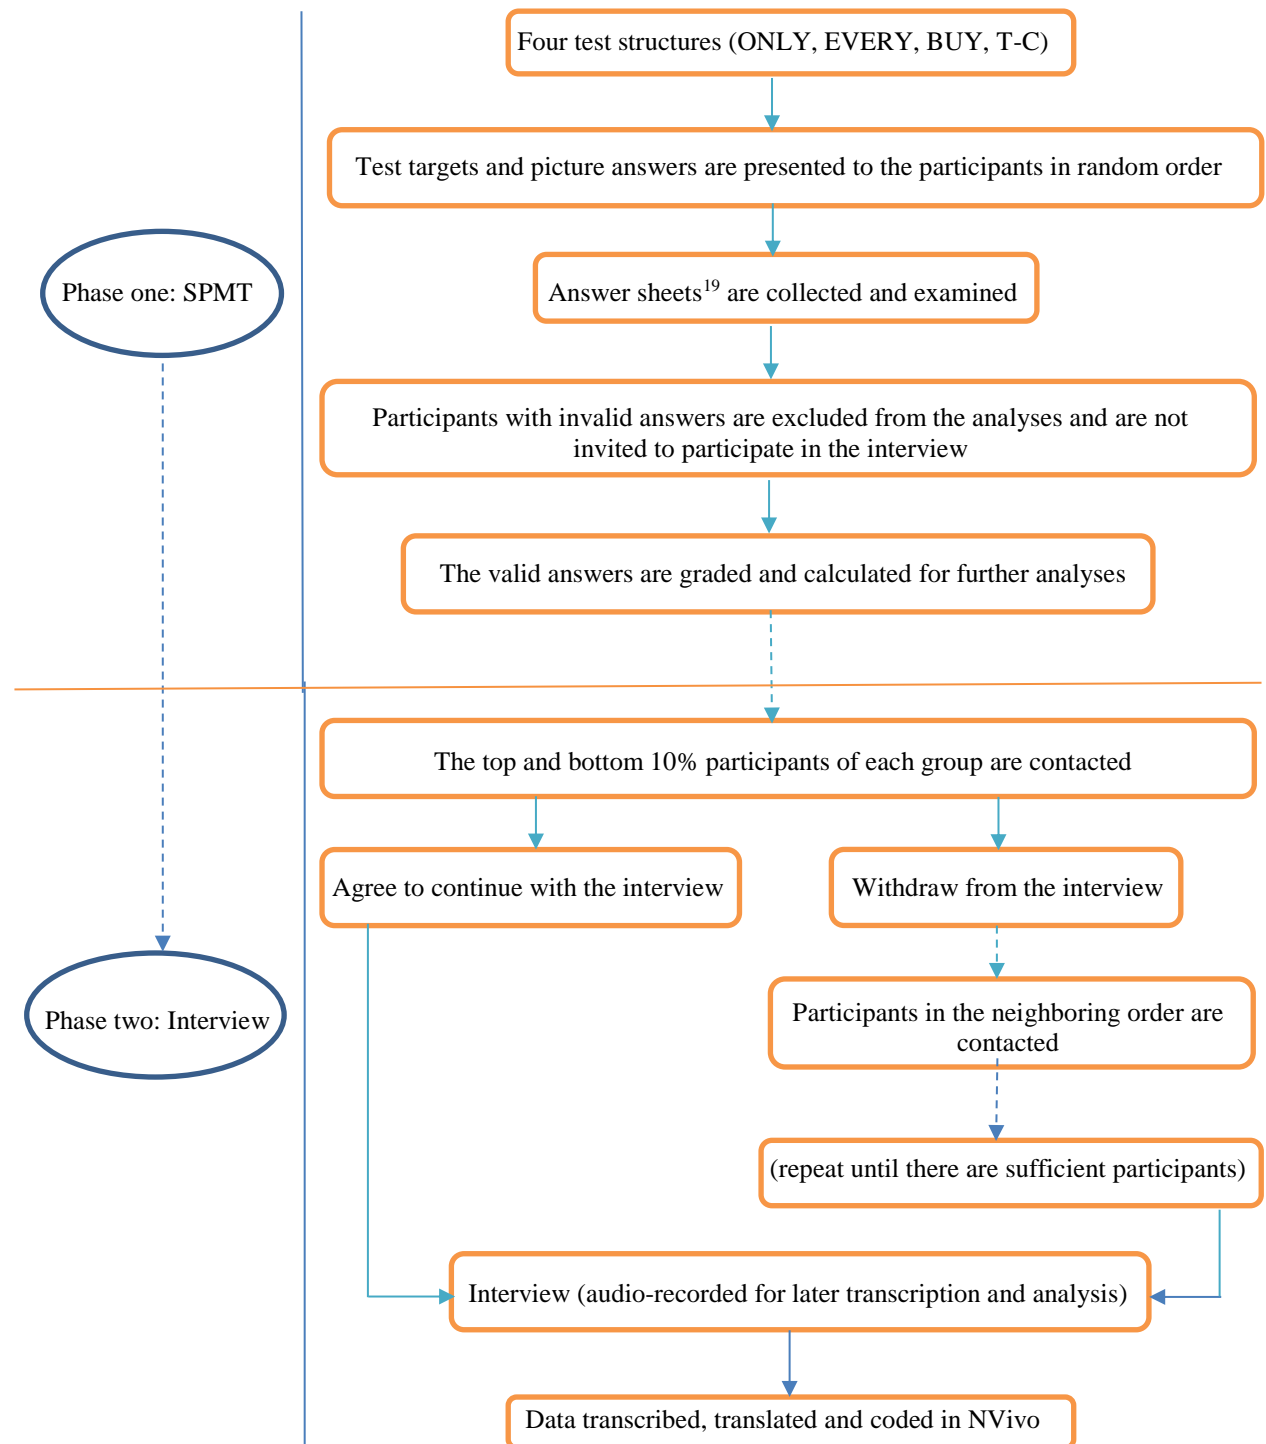 Four test structures (ONLY, EVERY, BUY, T-C)
Test targets and picture answers are presented to the participants in random order
Phase one: SPMT
Answer sheets¹⁹ are collected and examined
Participants with invalid answers are excluded from the analyses and are not
invited to participate in the interview
The valid answers are graded and calculated for further analyses
The top and bottom 10% participants of each group are contacted
Agree to continue with the interview
Withdraw from the interview
Phase two: Interview
Participants in the neighboring order are
contacted
(repeat until there are sufficient participants)
Interview (audio-recorded for later transcription and analysis)
Data transcribed, translated and coded in NVivo